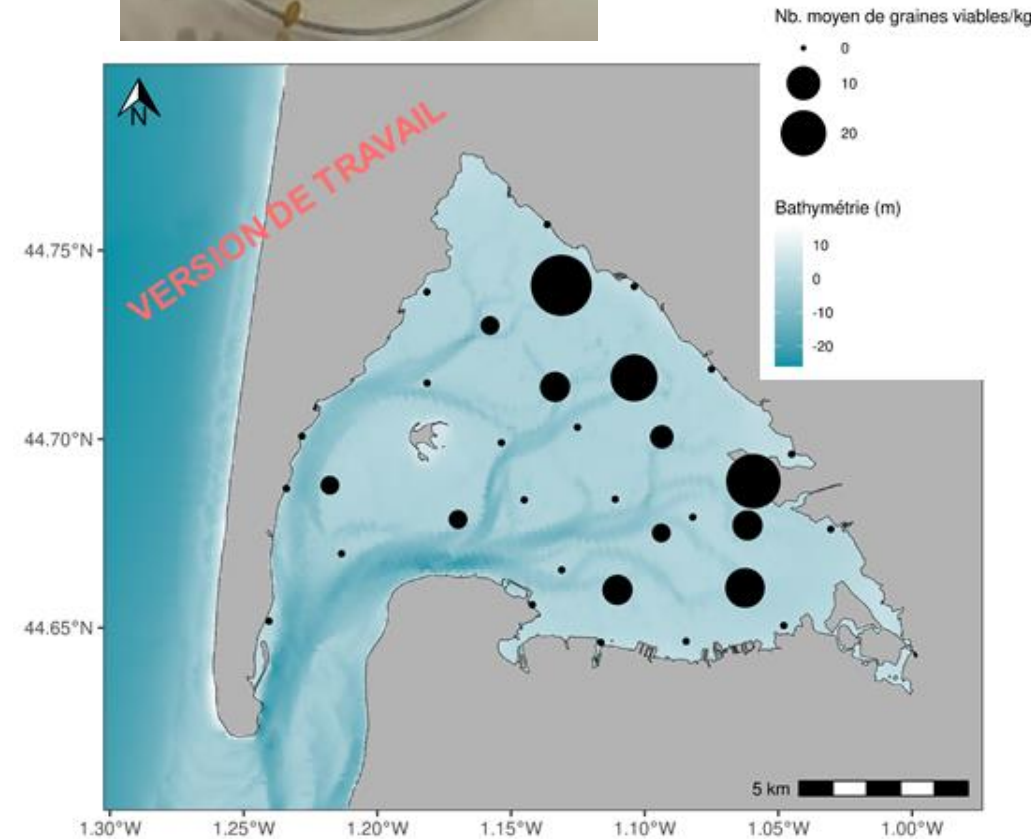 Nb. moyen de graines viables/kg
0
10
20
Bathymétrie (m)
10
0
-10
-20
N
VERSION DE TRAVAIL
44.75°N
44.70°N
44.65°N
5 km
1.30°W 1.25°W 1.20°W 1.15°W 1.10°W 1.05°W 1.00°W